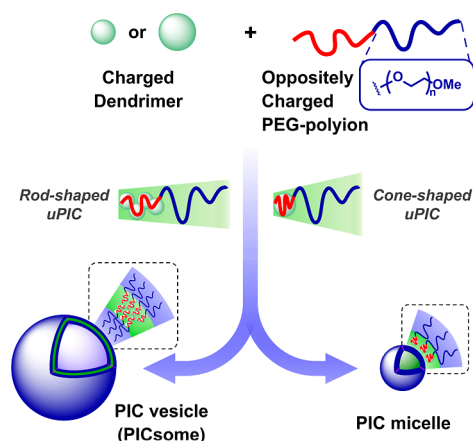 or
+
Charged
Dendrimer
Oppositely
Charged
PEG-polyion
O
OMe
n
Rod-shaped
uPIC
Cone-shaped
uPIC
PIC vesicle
(PICsome)
PIC micelle